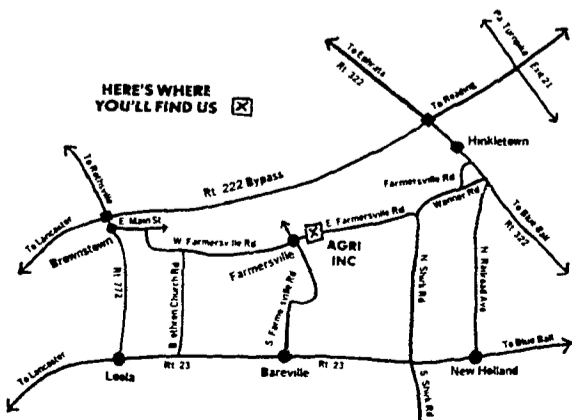 To Ephrata
Rt 322
Pa Turnpike
Exit 21
HERE'S WHERE
YOU'LL FIND US
To Reading
Hinkletown
To Rothsville
Rt 222 Bypass
Farmersville Rd
Wanner Rd
E. Main St.
E. Farmersville Rd
To Blue Ball
Rt 322
To Lancaster
Brownstown
W. Farmersville Rd
Farmersville
AGRI
INC
Rt 772
Brethren Church Rd
S. Farmersville Rd
N. Shirk Rd
N. Railroad Ave
To Lancaster
Leola
Rt 23
Bareville
Rt 23
New Holland
To Blue Ball
S. Shirk Rd